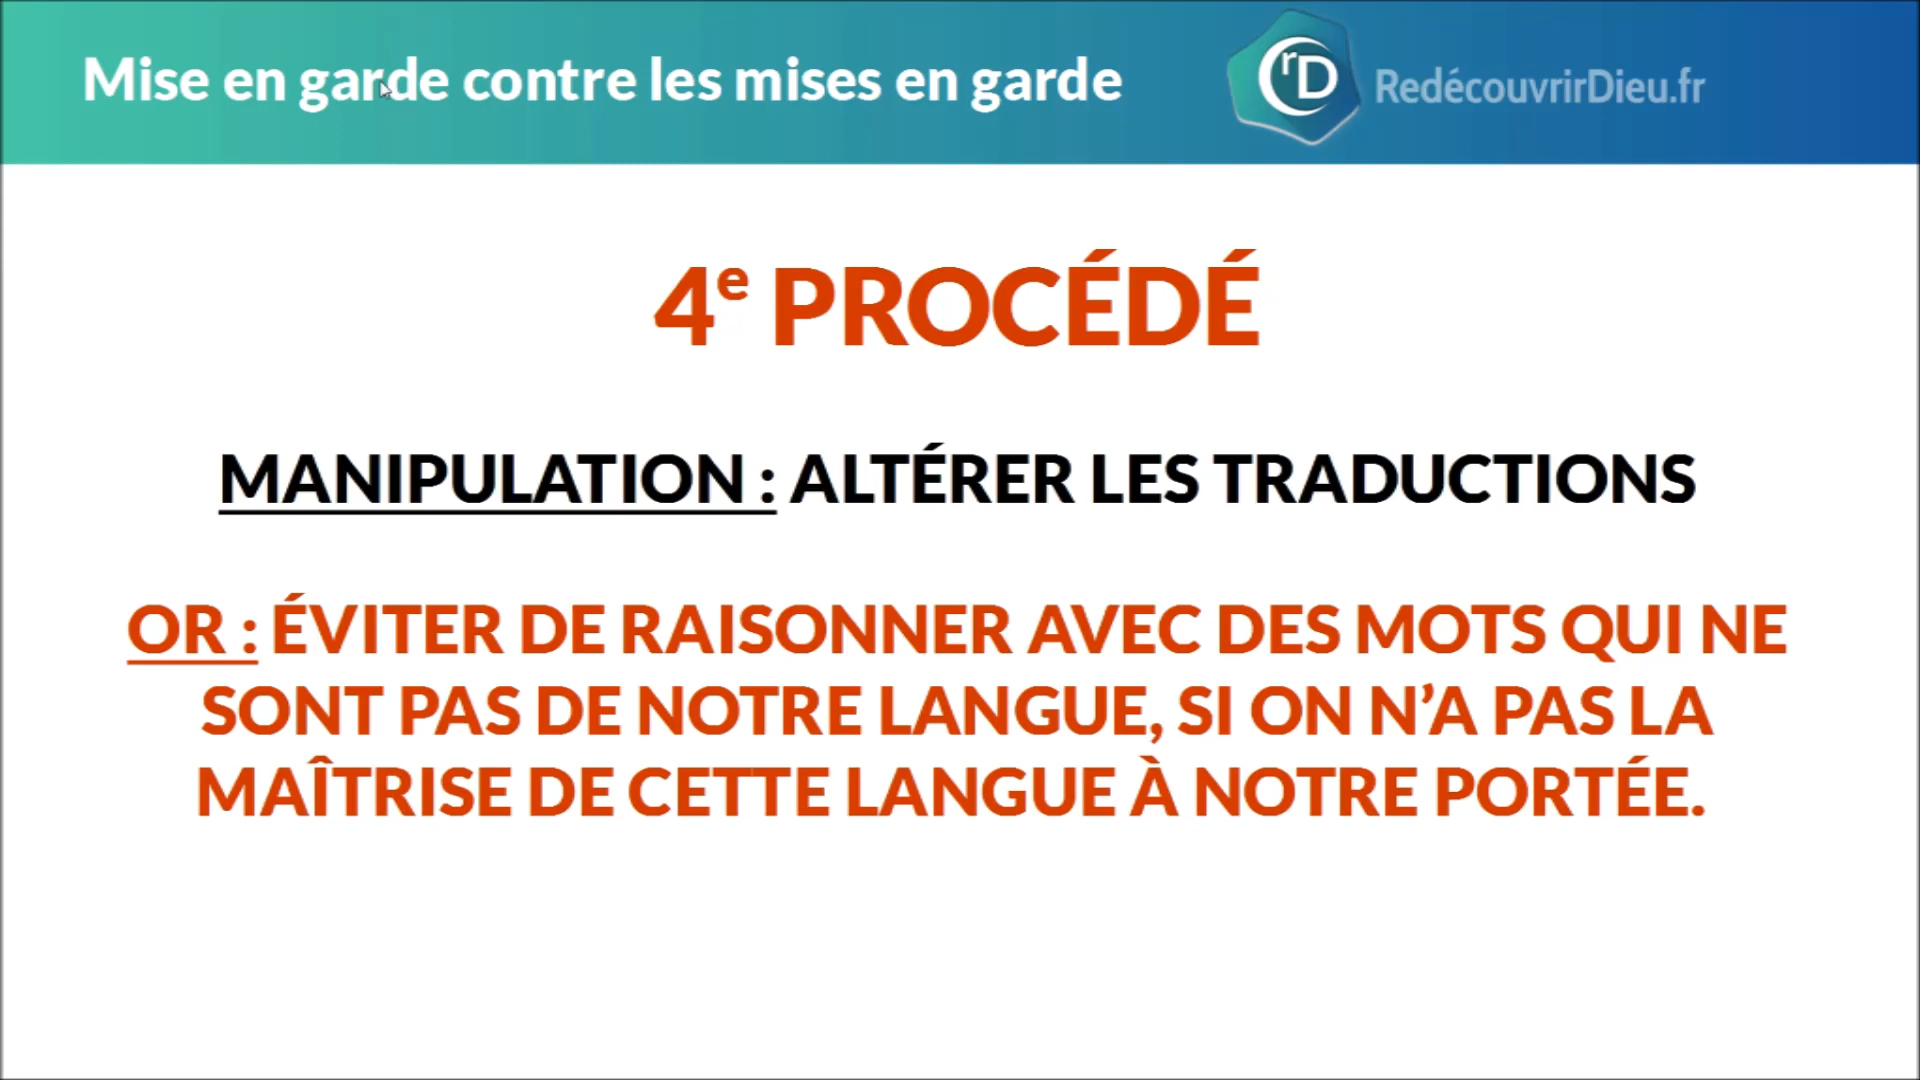 Mise en garde contre les mises en garde
rD
RedécouvrirDieu.fr
4e PROCÉDÉ
MANIPULATION : ALTÉRER LES TRADUCTIONS
OR : ÉVITER DE RAISONNER AVEC DES MOTS QUI NE
SONT PAS DE NOTRE LANGUE, SI ON N’A PAS LA
MAÎTRISE DE CETTE LANGUE À NOTRE PORTÉE.